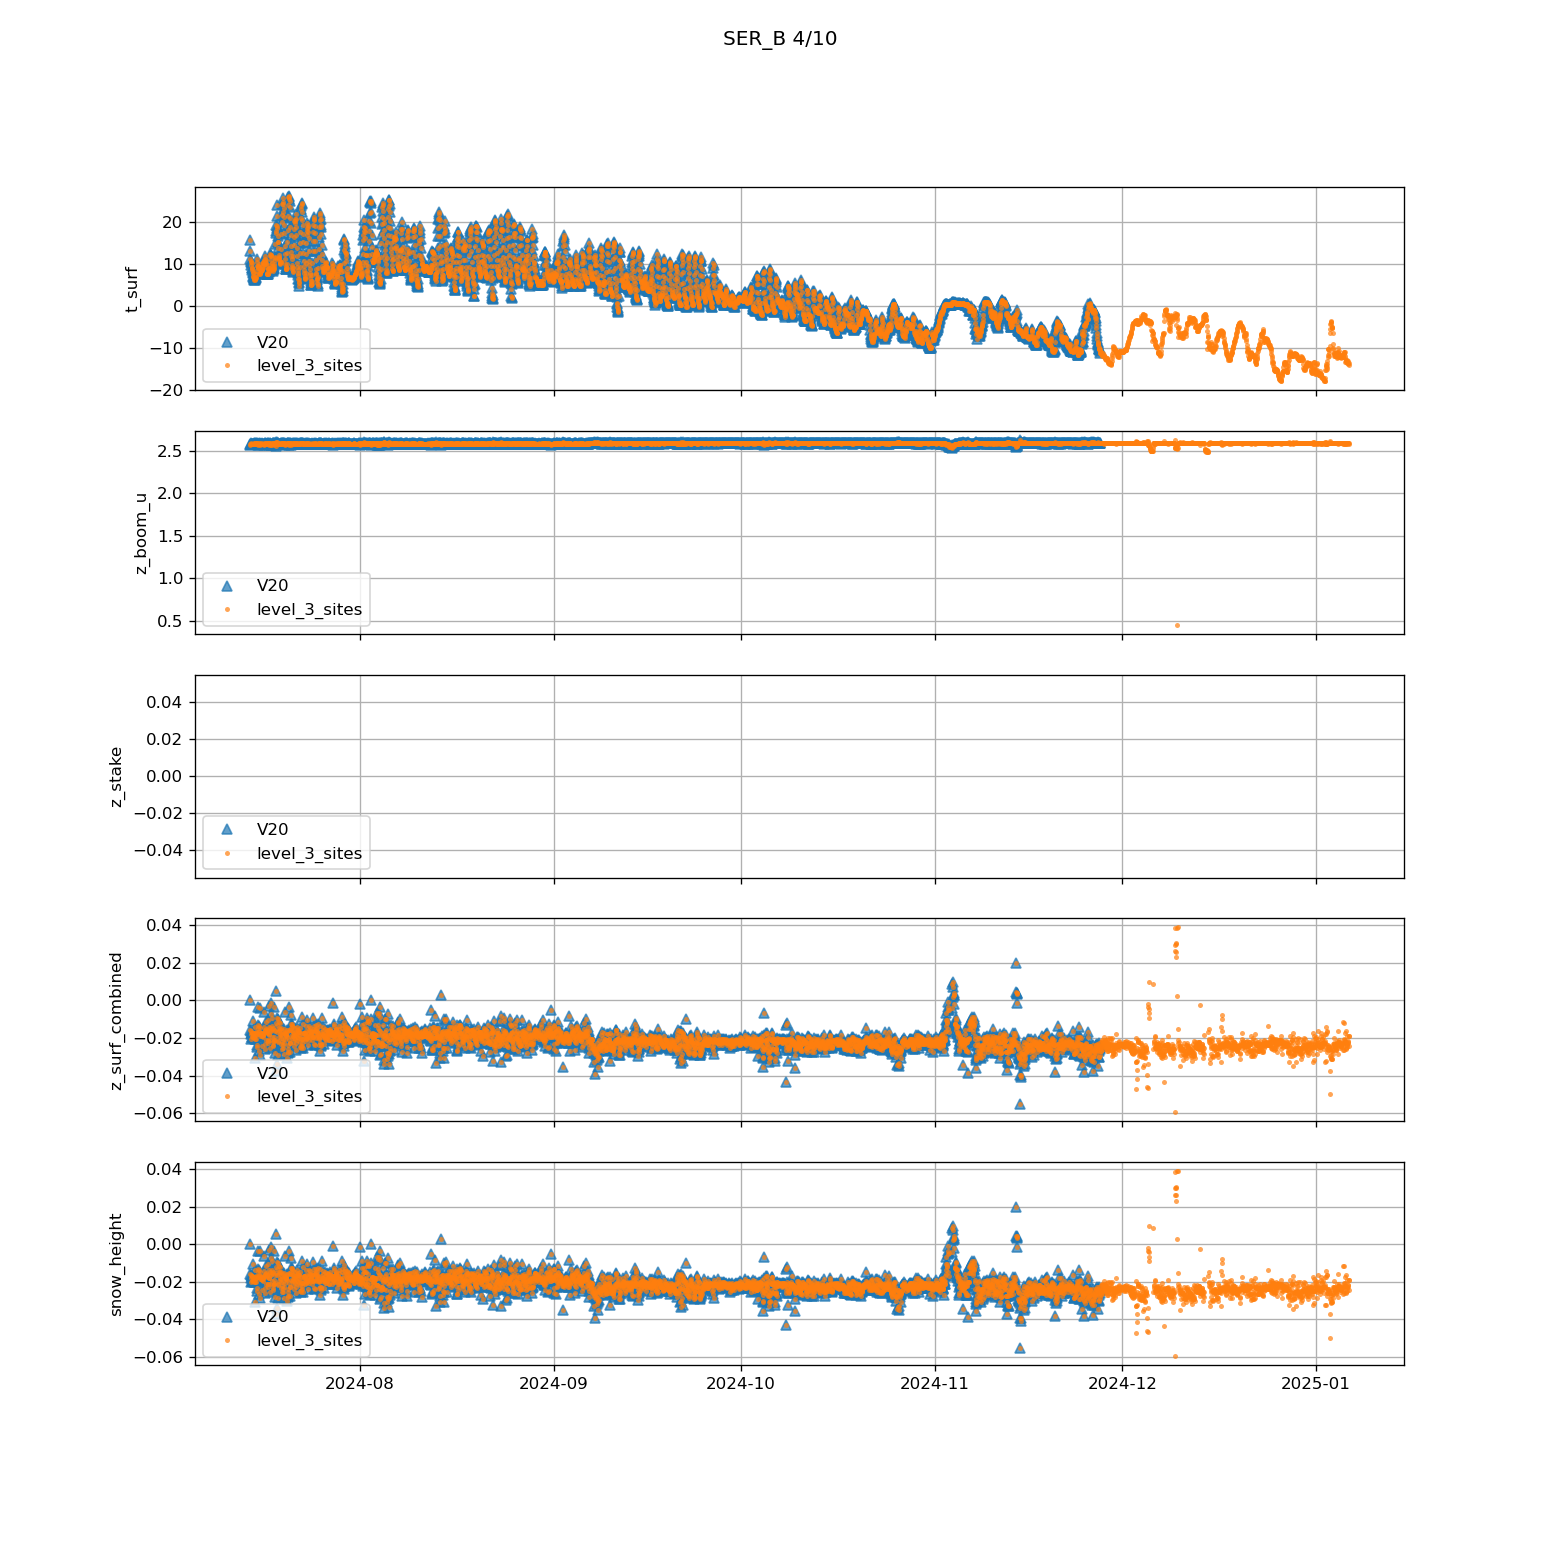 SER_B 4/10
20
10
0
−10
−20
t_surf
V20
level_3_sites
2.5
2.0
1.5
1.0
0.5
z_boom_u
V20
level_3_sites
0.04
0.02
0.00
−0.02
−0.04
z_stake
V20
level_3_sites
0.04
0.02
0.00
−0.02
−0.04
−0.06
z_surf_combined
V20
level_3_sites
0.04
0.02
0.00
−0.02
−0.04
−0.06
snow_height
V20
level_3_sites
2024-08 2024-09 2024-10 2024-11 2024-12 2025-01